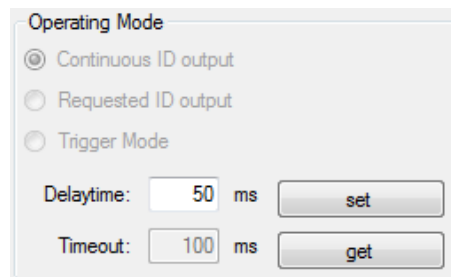 Operating Mode
Continuous ID output
Requested ID output
Trigger Mode
Delaytime: 50 ms set
Timeout: 100 ms get